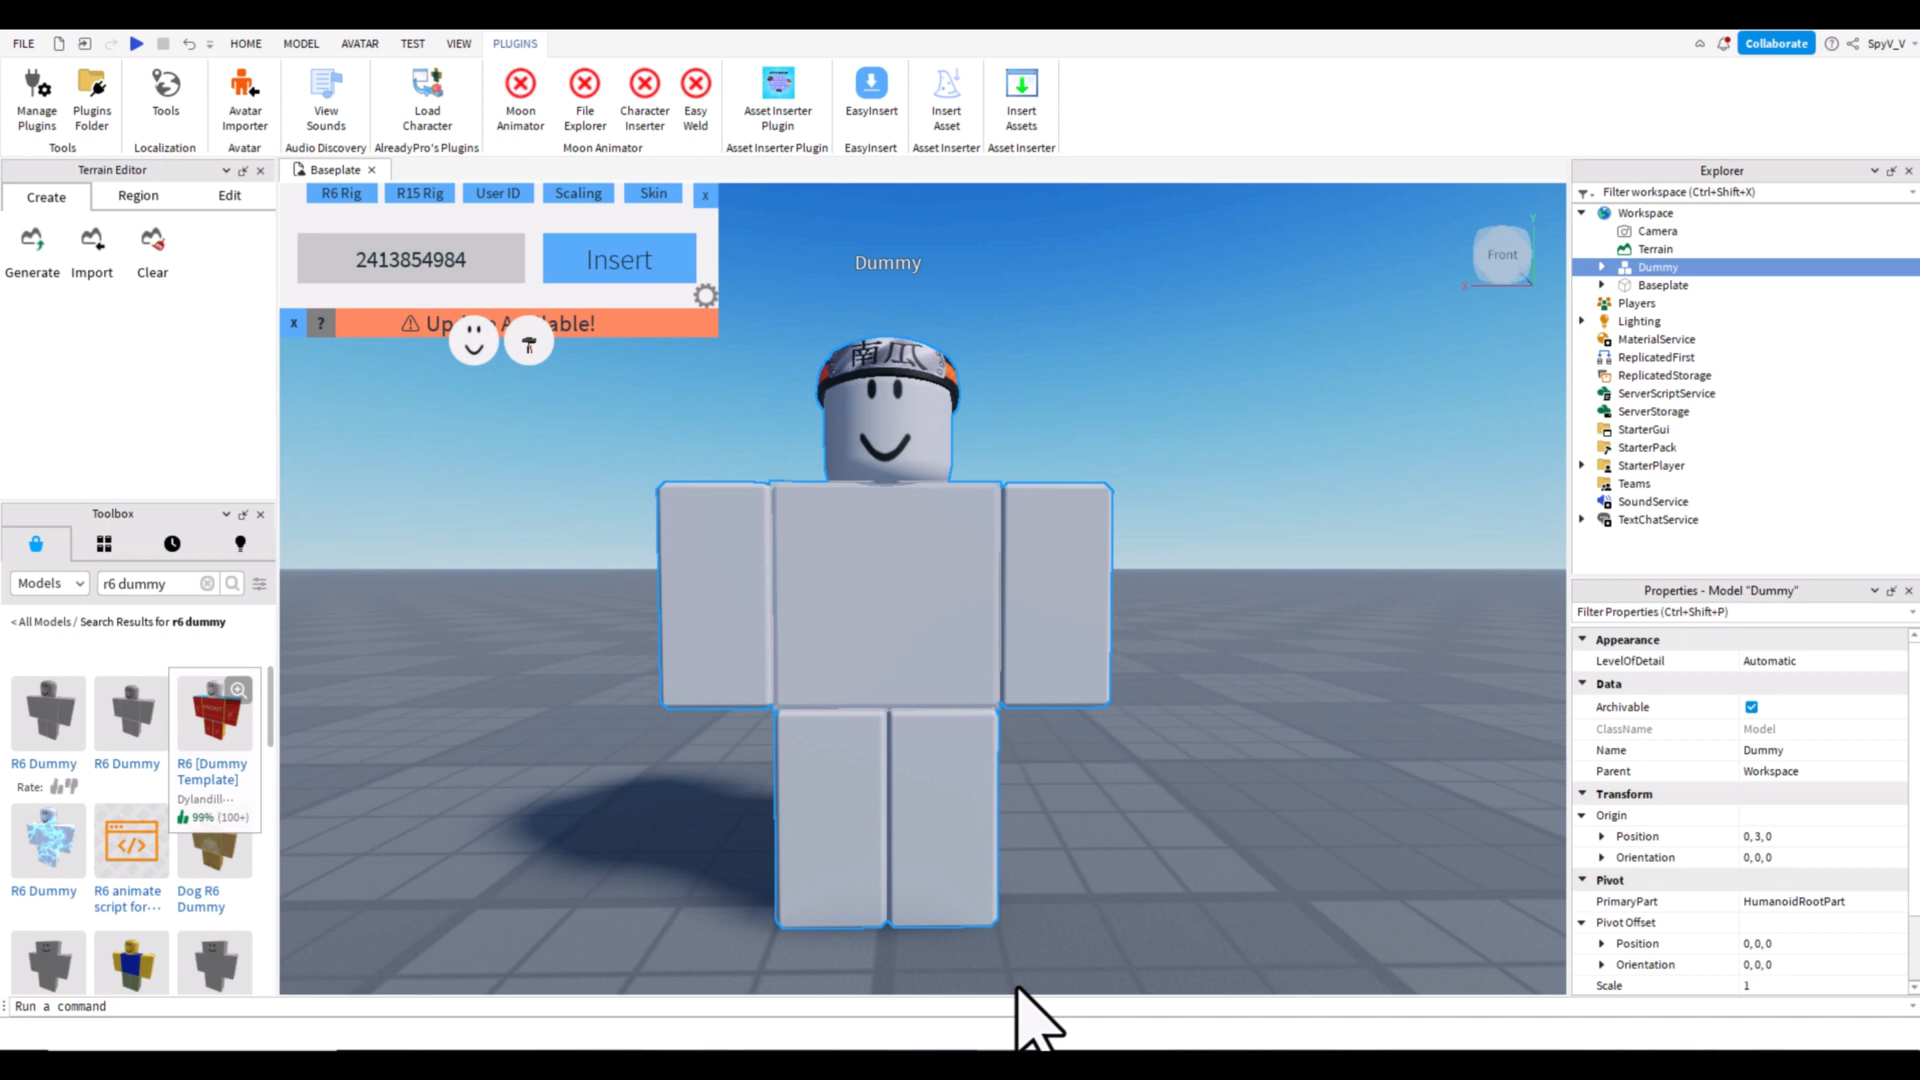 FILE HOME MODEL AVATAR TEST VIEW PLUGINS Collaborate SpyV_V
Manage Plugins
Plugins Folder
Tools
Avatar Importer
View Sounds
Load Character
Moon Animator
File Explorer
Character Inserter
Easy Weld
Asset Inserter Plugin
EasyInsert
Insert Asset
Insert Assets
Tools Localization Avatar Audio Discovery AlreadyPro's Plugins Moon Animator Asset Inserter Plugin EasyInsert Asset Inserter Asset Inserter
Terrain Editor
Create Region Edit
Generate Import Clear
Toolbox
Models r6 dummy
< All Models / Search Results for r6 dummy
R6 Dummy
Rate:
R6 Dummy
R6 [Dummy
Template]
Dylandill...
99% (100+)
R6 Dummy
R6 animate
script for...
Dog R6
Dummy
Baseplate
R6 Rig R15 Rig User ID Scaling Skin x
2413854984 Insert
x ?
Dummy
南瓜
FRONT
Front
Y
X
Explorer
Filter workspace (Ctrl+Shift+X)
Workspace
Camera
Terrain
Dummy
Baseplate
Players
Lighting
MaterialService
ReplicatedFirst
ReplicatedStorage
ServerScriptService
ServerStorage
StarterGui
StarterPack
StarterPlayer
Teams
SoundService
TextChatService
Properties - Model "Dummy"
Filter Properties (Ctrl+Shift+P)
Appearance
LevelOfDetail Automatic
Data
Archivable
ClassName Model
Name Dummy
Parent Workspace
Transform
Origin
Position 0, 3, 0
Orientation 0, 0, 0
Pivot
PrimaryPart HumanoidRootPart
Pivot Offset
Position 0, 0, 0
Orientation 0, 0, 0
Scale 1
Run a command